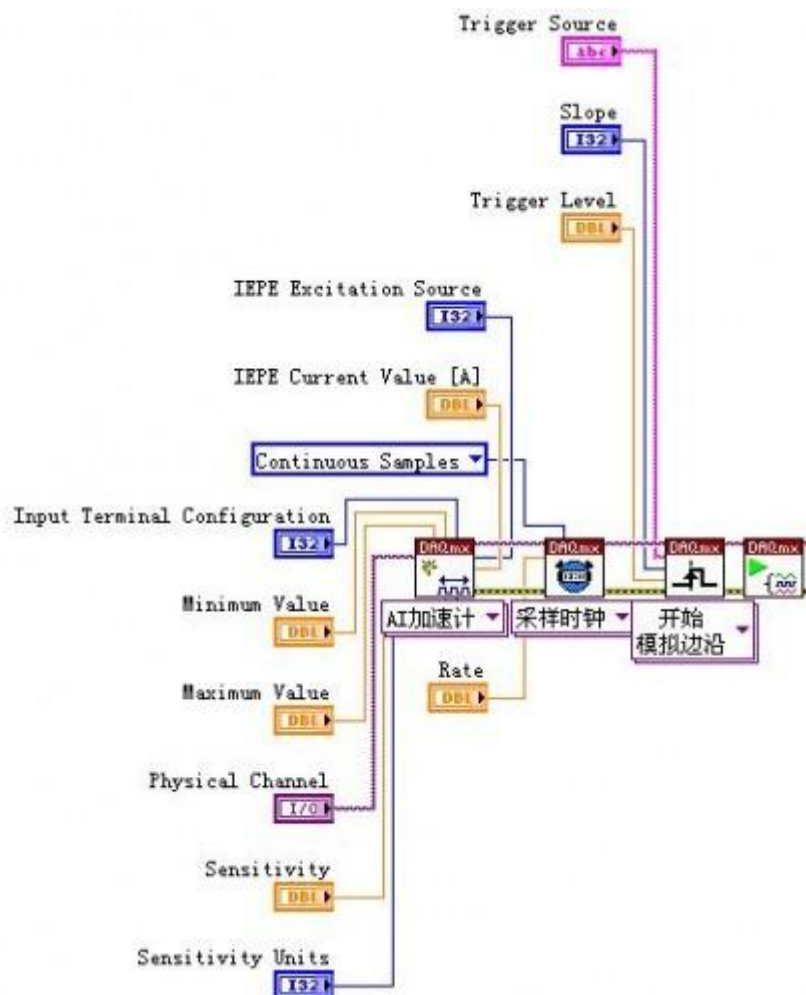 Trigger Source
Abc
Slope
I32
Trigger Level
DBL
IEPE Excitation Source
I32
IEPE Current Value [A]
DBL
Continuous Samples
Input Terminal Configuration
I32
DAQmx DAQmx DAQmx DAQmx
Minimum Value
DBL
AI加速计
采样时钟
开始
模拟边沿
Maximum Value
DBL
Rate
DBL
Physical Channel
I/O
Sensitivity
DBL
Sensitivity Units
I32